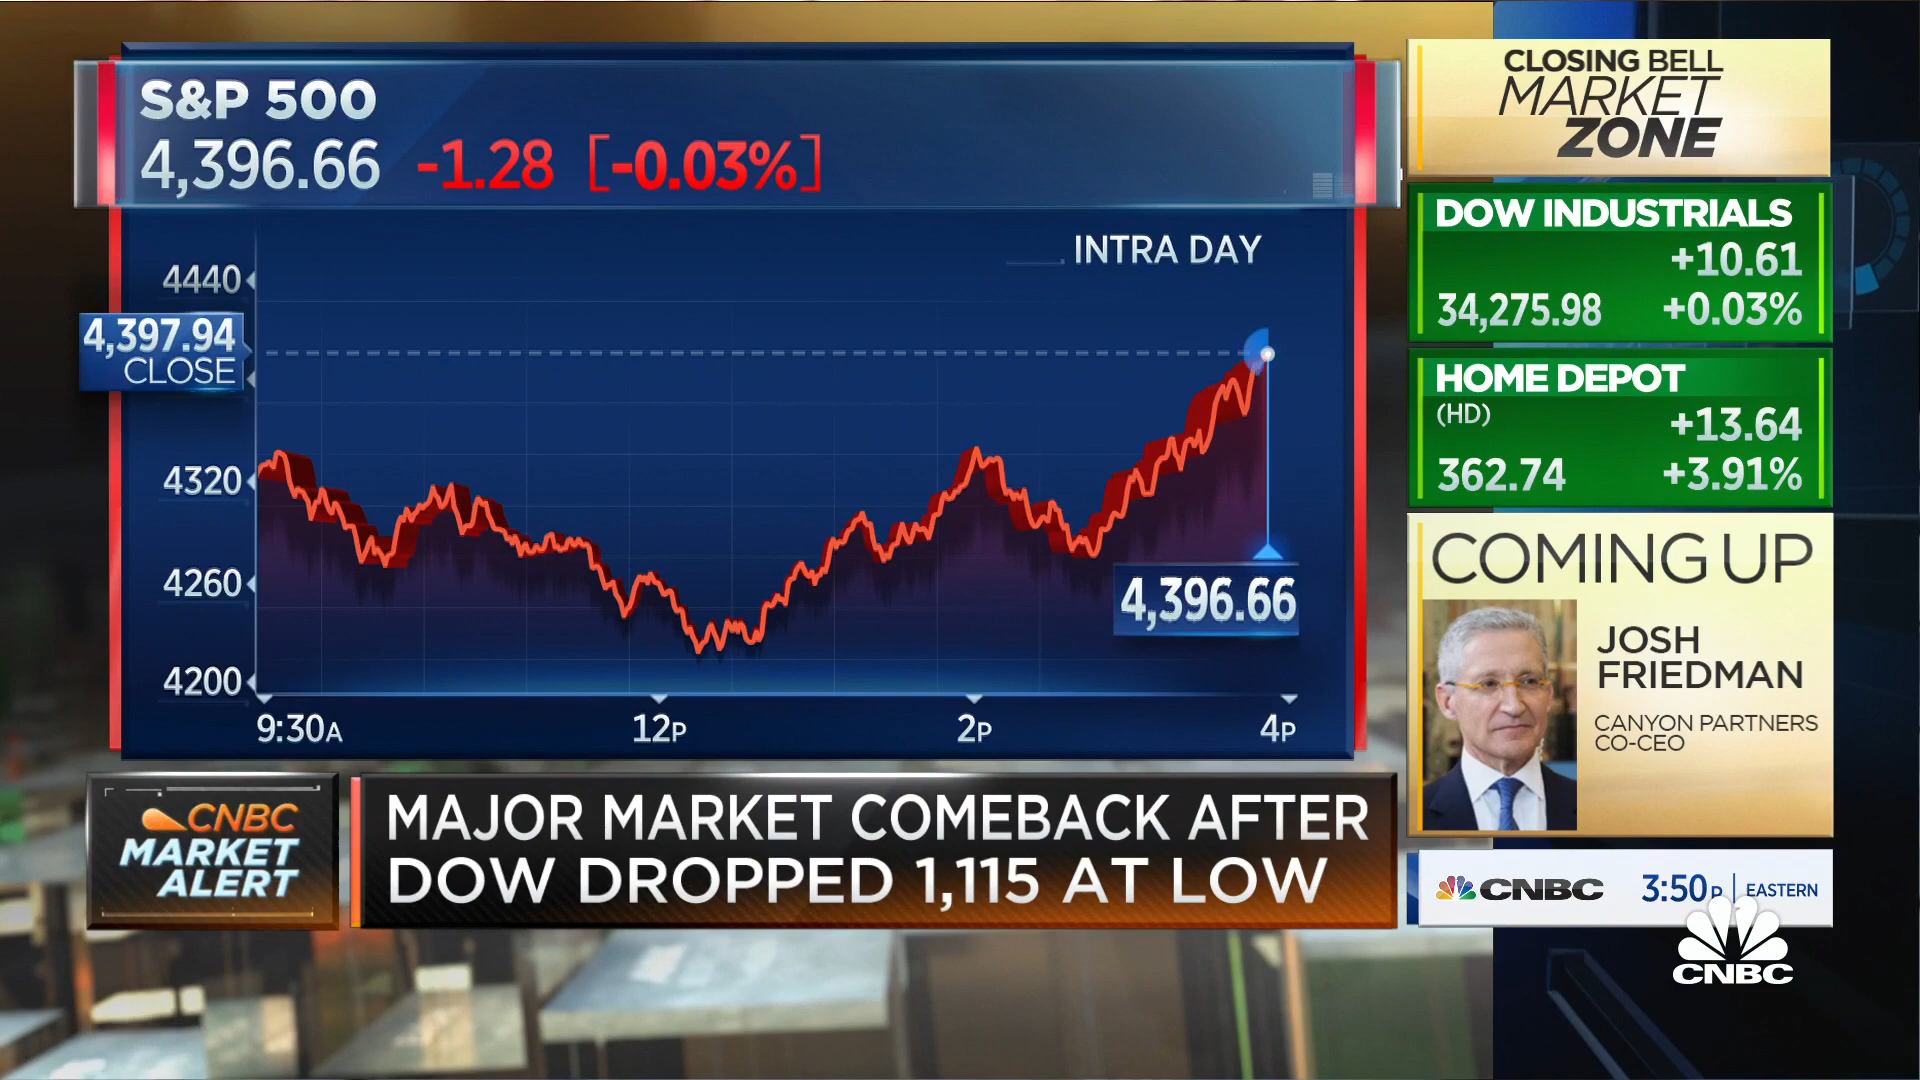 S&P 500
4,396.66 -1.28 [-0.03%]
INTRA DAY
4440
4,397.94
CLOSE
4320
4260
4200
4,396.66
9:30A 12P 2P 4P
CNBC
MARKET
ALERT
MAJOR MARKET COMEBACK AFTER
DOW DROPPED 1,115 AT LOW
CLOSING BELL
MARKET
ZONE
DOW INDUSTRIALS
+10.61
34,275.98 +0.03%
HOME DEPOT
(HD) +13.64
362.74 +3.91%
COMING UP
JOSH
FRIEDMAN
CANYON PARTNERS
CO-CEO
CNBC 3:50P EASTERN
CNBC